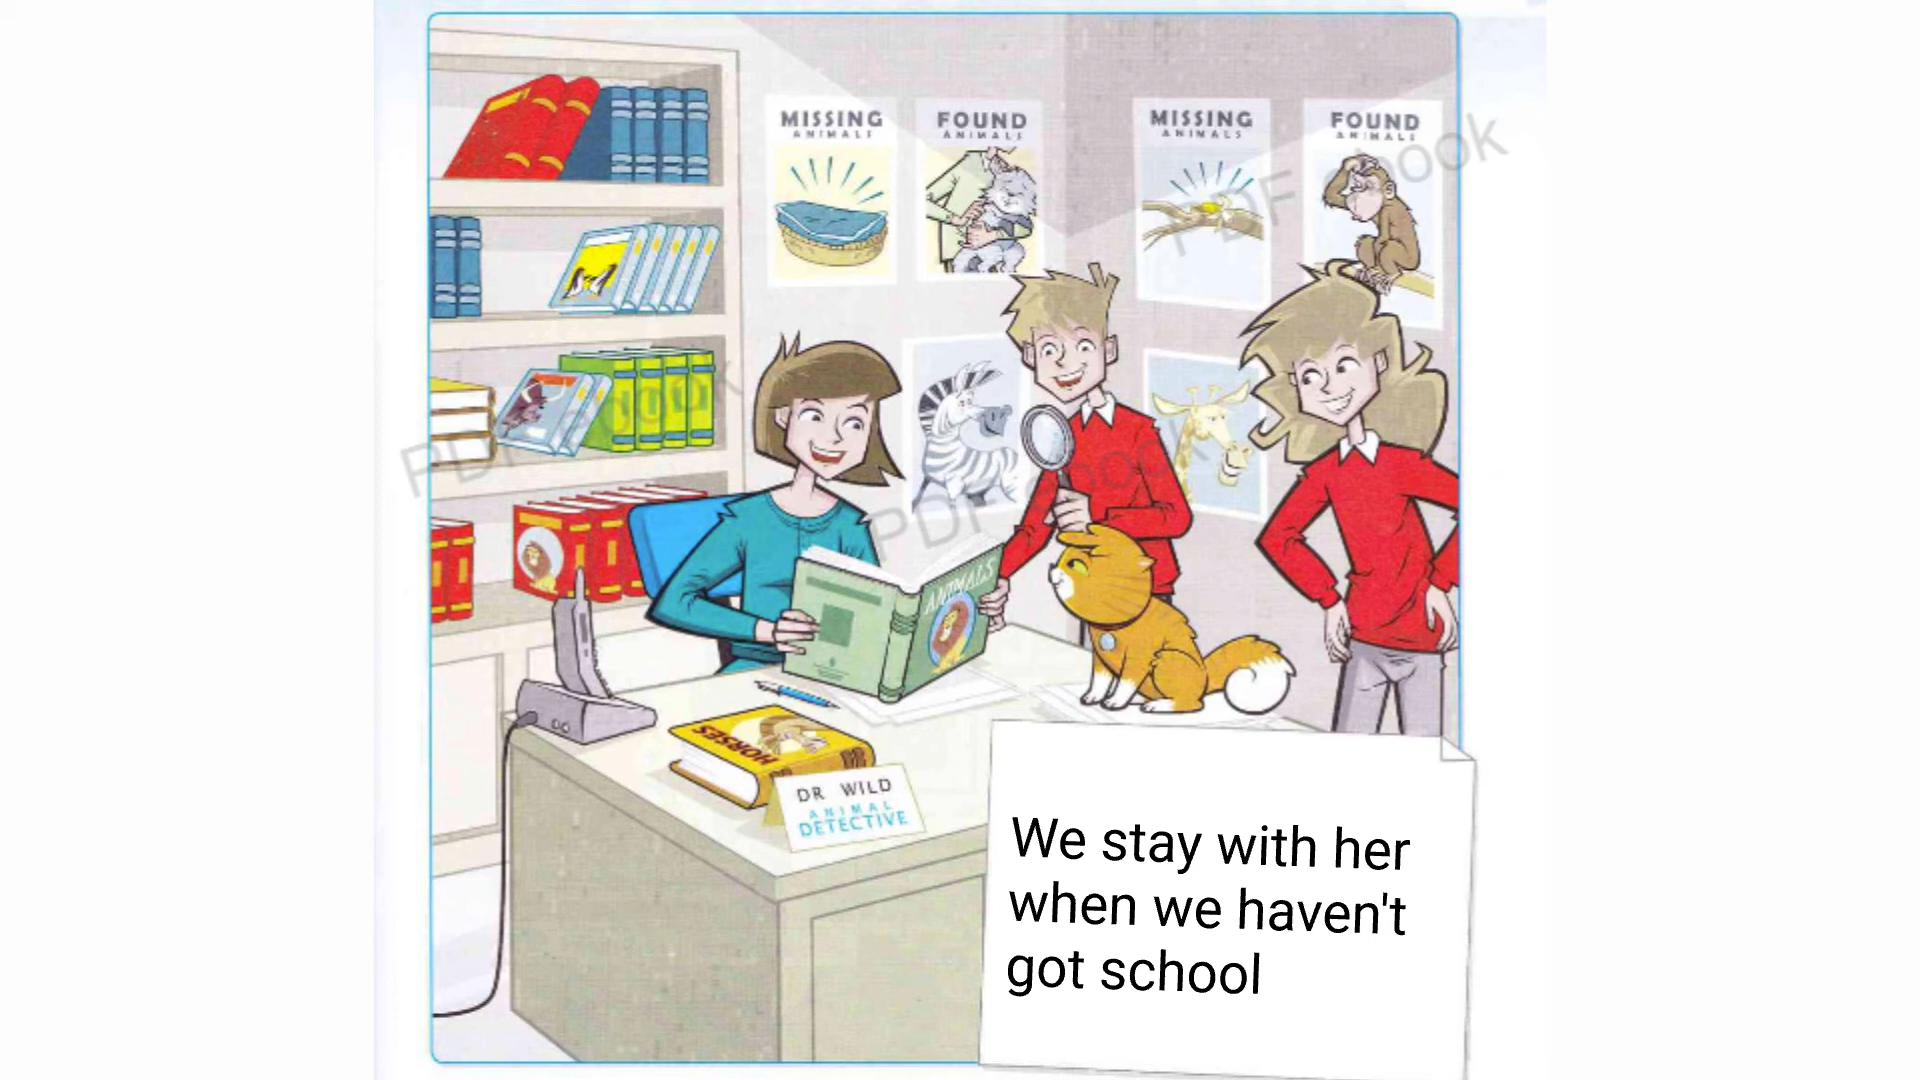 MISSING
ANIMALS
FOUND
ANIMALS
MISSING
ANIMALS
FOUND
ANIMALS
ANIMALS
HORSES
DR WILD
ANIMAL
DETECTIVE
We stay with her
when we haven't
got school